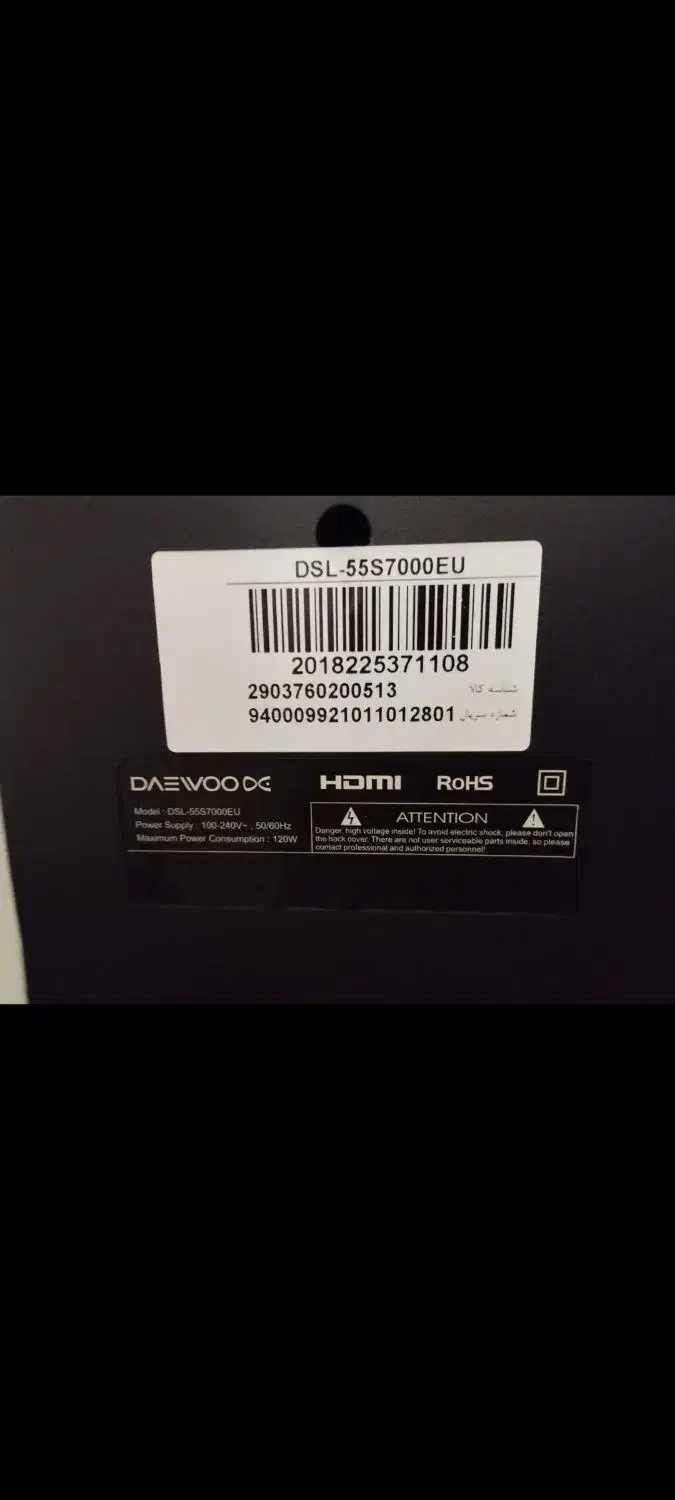 DSL-55S7000EU
2018225371108
2903760200513 شناسه کالا
940009921011012801 شماره سریال
DAEWOO
HDMI
RoHS
Model : DSL-55S7000EU
Power Supply : 100-240V~ , 50/60Hz
Maximum Power Consumption : 120W
ATTENTION
Danger, high voltage inside! To avoid electric shock, please don't open
the back cover. There are not user serviceable parts inside, so please
contact professional and authorized personnel!